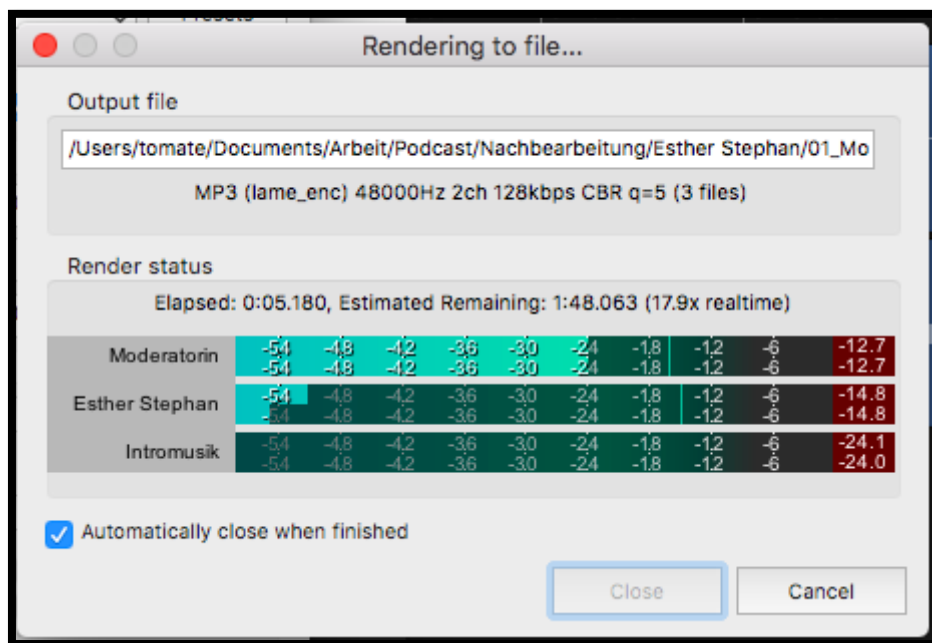 Presets
Rendering to file...
Output file
/Users/tomate/Documents/Arbeit/Podcast/Nachbearbeitung/Esther Stephan/01_Mo
MP3 (lame_enc) 48000Hz 2ch 128kbps CBR q=5 (3 files)
Render status
Elapsed: 0:05.180, Estimated Remaining: 1:48.063 (17.9x realtime)
Moderatorin -54 -48 -42 -36 -30 -24 -18 -12 -6 -12.7
-54 -48 -42 -36 -30 -24 -18 -12 -6 -12.7
Esther Stephan -54 -48 -42 -36 -30 -24 -18 -12 -6 -14.8
-54 -48 -42 -36 -30 -24 -18 -12 -6 -14.8
Intromusik -54 -48 -42 -36 -30 -24 -18 -12 -6 -24.1
-54 -48 -42 -36 -30 -24 -18 -12 -6 -24.0
Automatically close when finished
Close Cancel